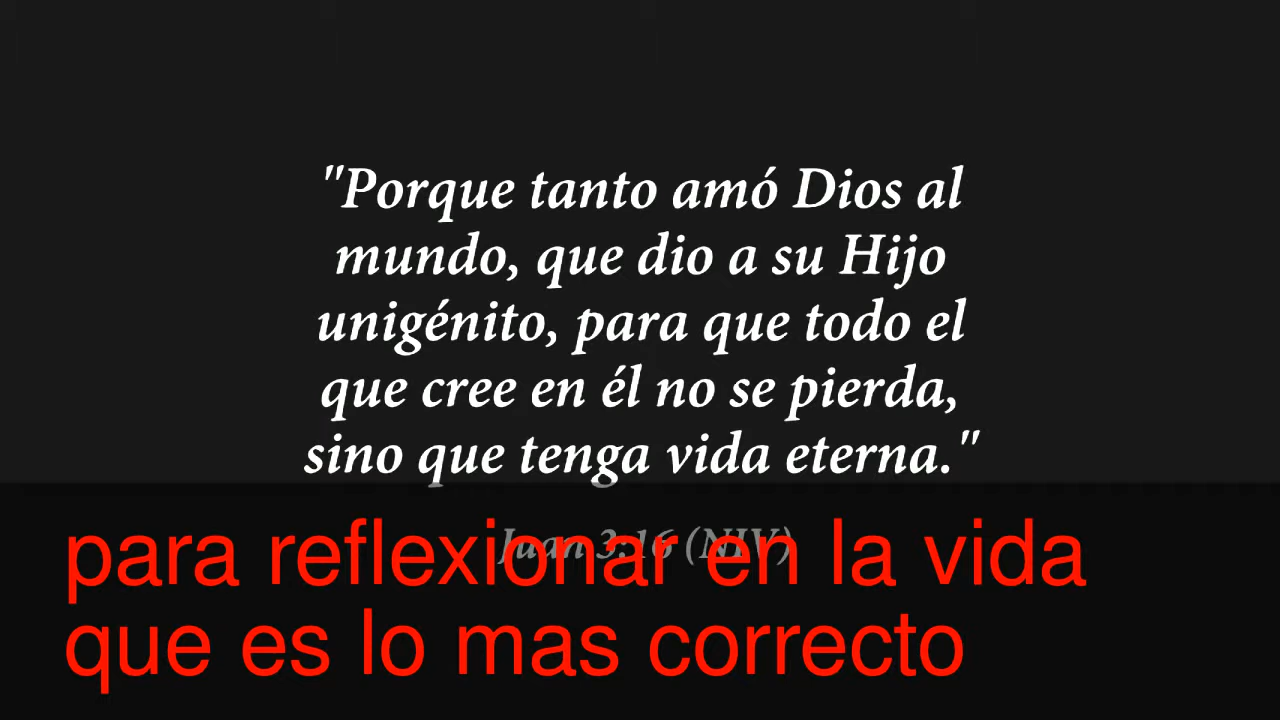 "Porque tanto amó Dios al
mundo, que dio a su Hijo
unigénito, para que todo el
que cree en él no se pierda,
sino que tenga vida eterna."
Juan 3:16 (NIV)
para reflexionar en la vida
que es lo mas correcto